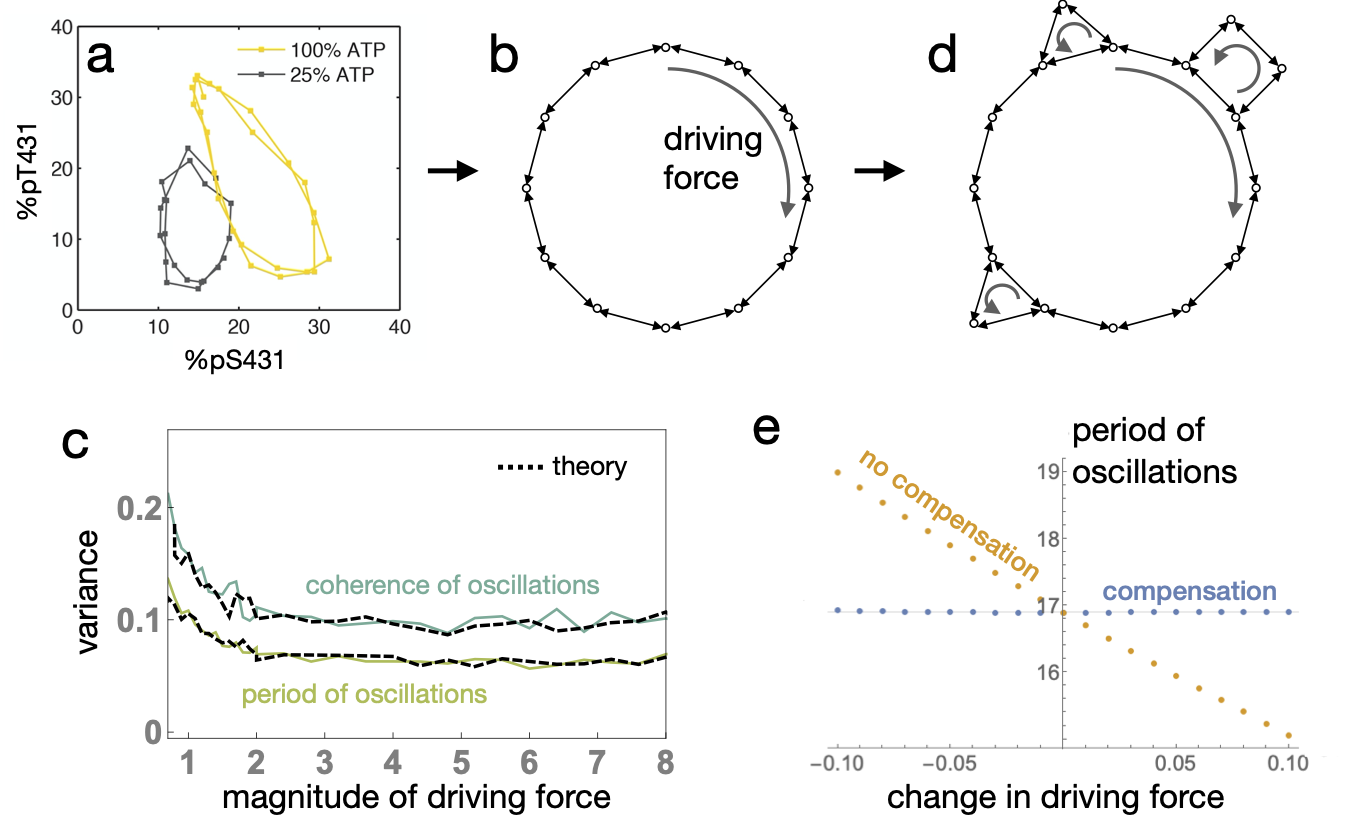 a
40
30
20
10
0
0 10 20 30 40
%pT431
%pS431
100% ATP
25% ATP
b
driving
force
d
c
0.2
0.1
0
variance
theory
coherence of oscillations
period of oscillations
1 2 3 4 5 6 7 8
magnitude of driving force
e
period of
oscillations
19
18
17
16
no compensation
compensation
−0.10 −0.05 0.05 0.10
change in driving force